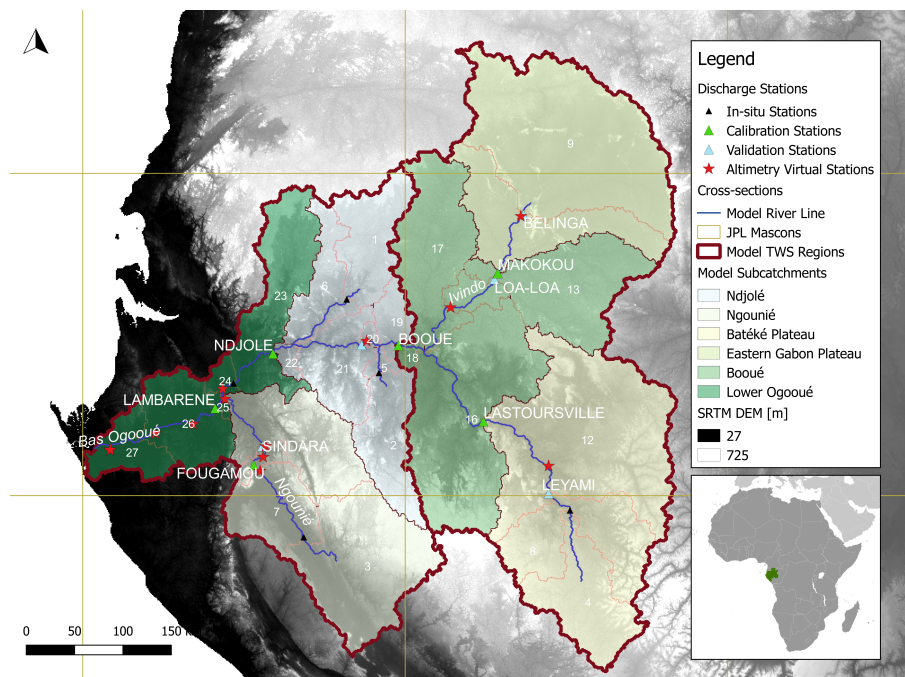 Legend
Discharge Stations
In-situ Stations
Calibration Stations
Validation Stations
Altimetry Virtual Stations
Cross-sections
Model River Line
JPL Mascons
Model TWS Regions
Model Subcatchments
Ndjolé
Ngounié
Batéké Plateau
Eastern Gabon Plateau
Booué
Lower Ogooué
SRTM DEM [m]
27
725
9
BELINGA
1
17
MAKOKOU
LOA-LOA
13
Ivindo
6
23
19
20
BOOUE
NDJOLE
18
22
21
5
24
LAMBARENE
25
16
LASTOURSVILLE
26
Bas Ogooué
27
2
12
SINDARA
FOUGAMOU
LEYAMI
Ngounié
7
3
8
4
0 50 100 150